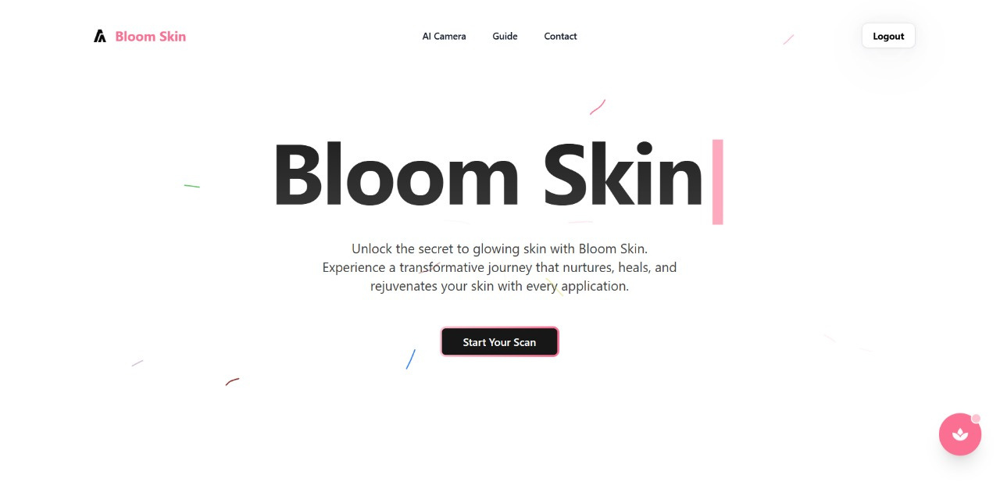 Bloom Skin
AI Camera
Guide
Contact
Logout
Bloom Skin
Unlock the secret to glowing skin with Bloom Skin.
Experience a transformative journey that nurtures, heals, and
rejuvenates your skin with every application.
Start Your Scan